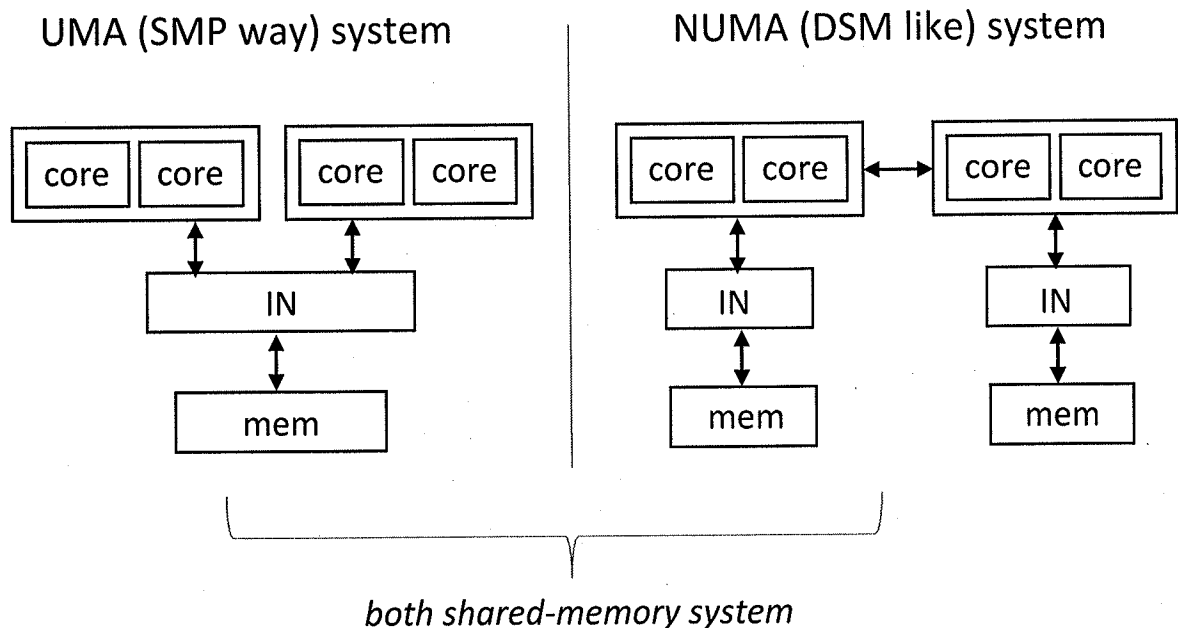 UMA (SMP way) system
NUMA (DSM like) system
core core core core
core core core core
IN
IN
IN
mem
mem
mem
both shared-memory system